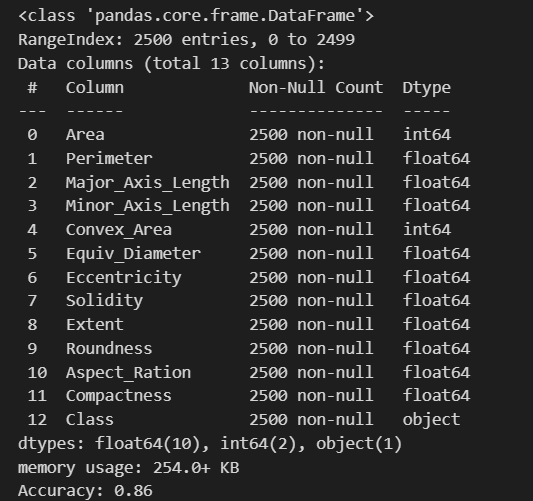 <class 'pandas.core.frame.DataFrame'>
RangeIndex: 2500 entries, 0 to 2499
Data columns (total 13 columns):
 #   Column             Non-Null Count  Dtype
---  ------             --------------  -----
 0   Area               2500 non-null   int64
 1   Perimeter          2500 non-null   float64
 2   Major_Axis_Length  2500 non-null   float64
 3   Minor_Axis_Length  2500 non-null   float64
 4   Convex_Area        2500 non-null   int64
 5   Equiv_Diameter     2500 non-null   float64
 6   Eccentricity       2500 non-null   float64
 7   Solidity           2500 non-null   float64
 8   Extent             2500 non-null   float64
 9   Roundness          2500 non-null   float64
 10  Aspect_Ration      2500 non-null   float64
 11  Compactness        2500 non-null   float64
 12  Class              2500 non-null   object
dtypes: float64(10), int64(2), object(1)
memory usage: 254.0+ KB
Accuracy: 0.86